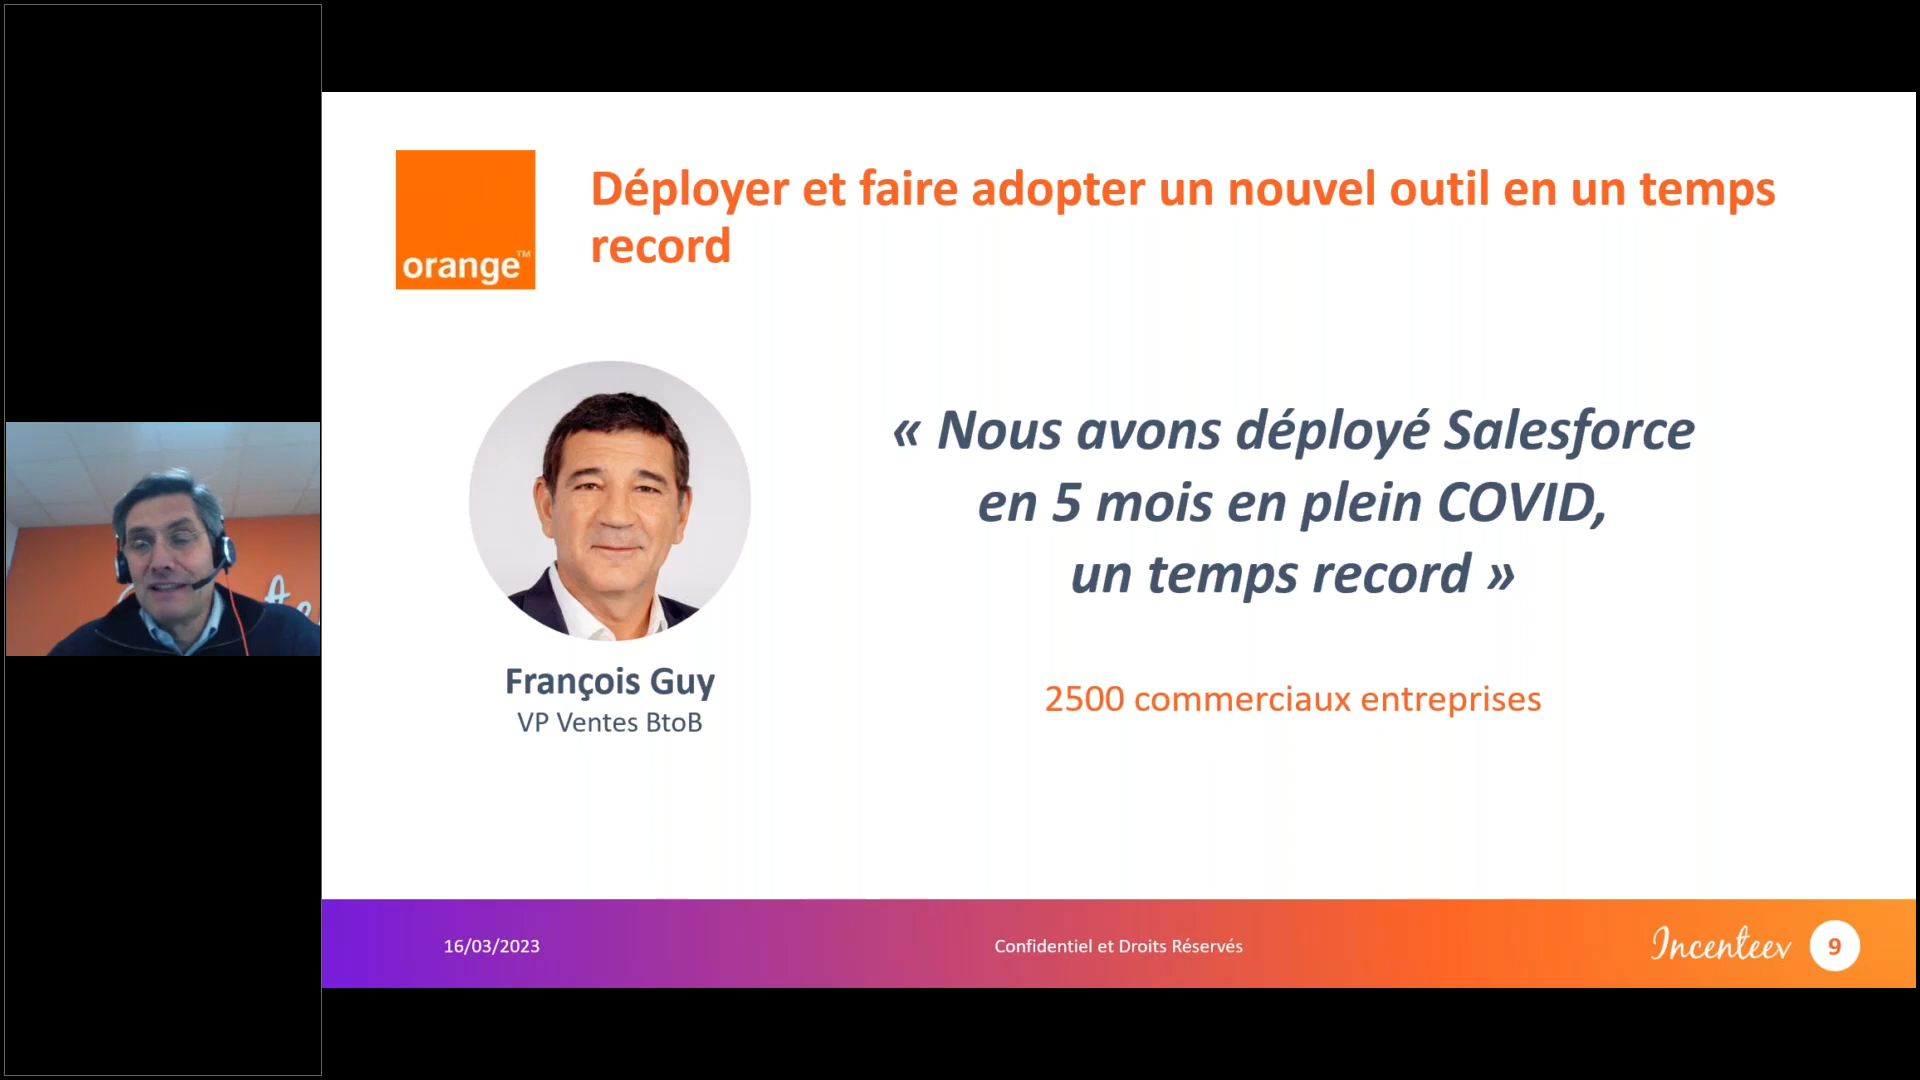 orange™
Déployer et faire adopter un nouvel outil en un temps
record
« Nous avons déployé Salesforce
en 5 mois en plein COVID,
un temps record »
François Guy
VP Ventes BtoB
2500 commerciaux entreprises
16/03/2023
Confidentiel et Droits Réservés
Incenteev
9